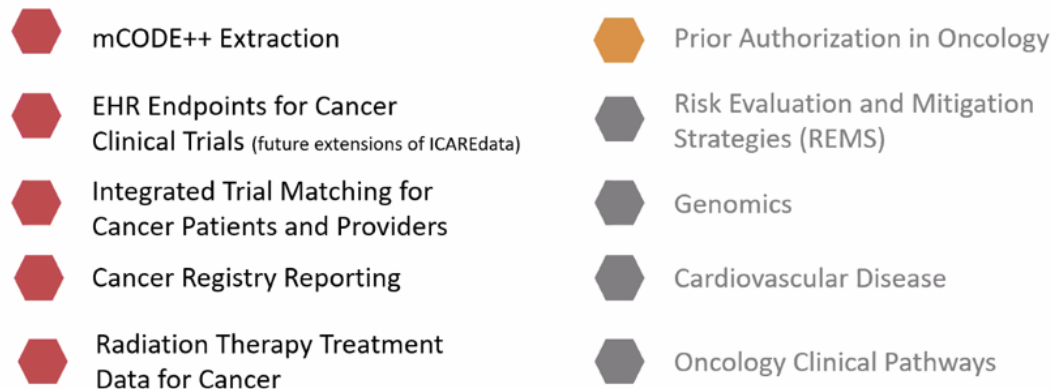 mCODE++ Extraction
EHR Endpoints for Cancer
Clinical Trials (future extensions of ICAREdata)
Integrated Trial Matching for
Cancer Patients and Providers
Cancer Registry Reporting
Radiation Therapy Treatment
Data for Cancer
Prior Authorization in Oncology
Risk Evaluation and Mitigation
Strategies (REMS)
Genomics
Cardiovascular Disease
Oncology Clinical Pathways